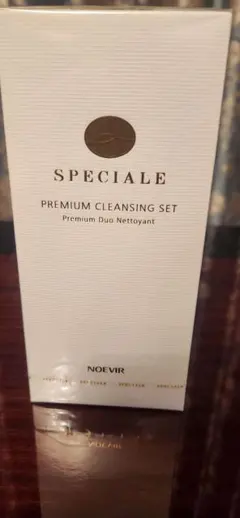 SPECIALE
PREMIUM CLEANSING SET
Premium Duo Nettoyant
NOEVIR